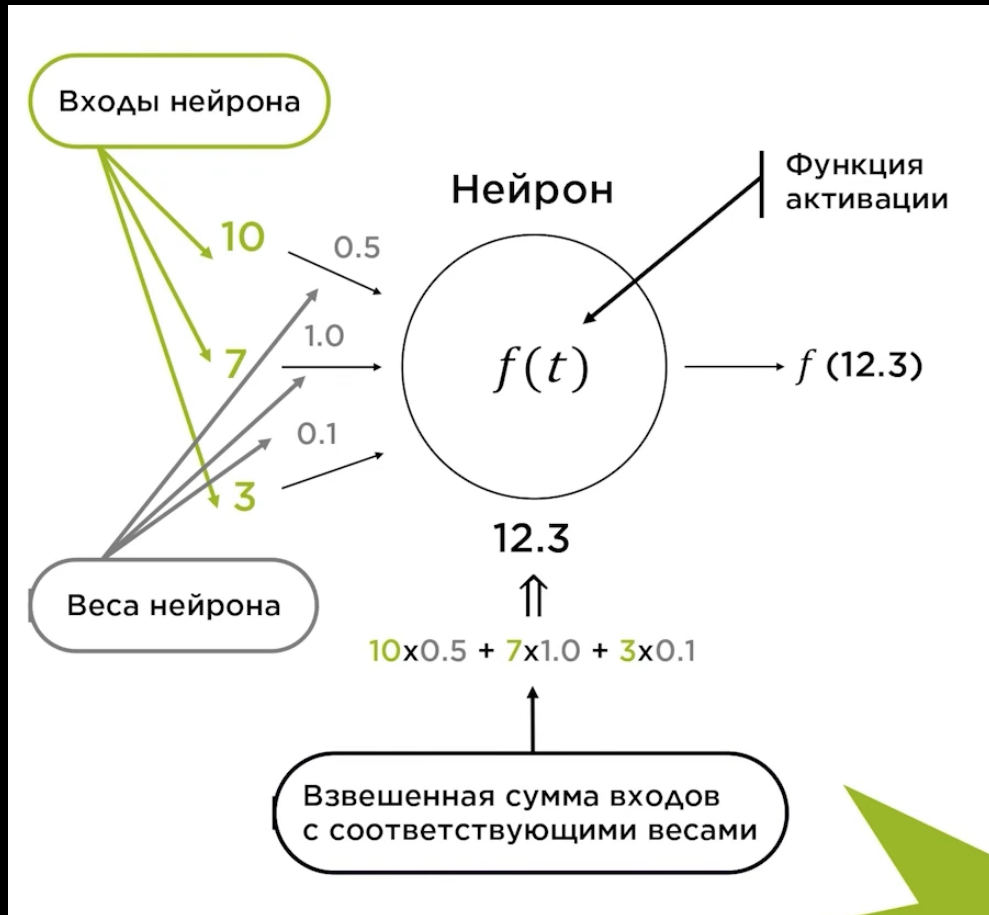 Входы нейрона
Функция
активации
Нейрон
10
0.5
1.0
7
f(t)
f (12.3)
0.1
3
12.3
⇑
Веса нейрона
10x0.5 + 7x1.0 + 3x0.1
Взвешенная сумма входов
с соответствующими весами